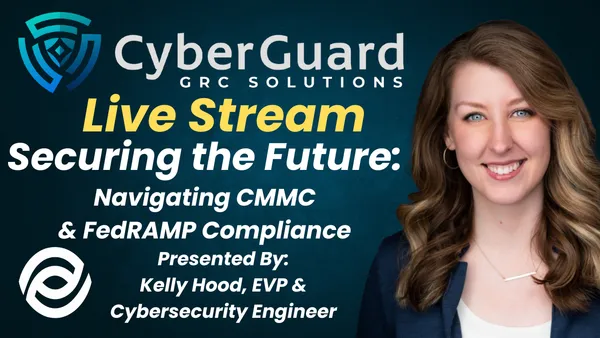 CyberGuard
GRC SOLUTIONS
Live Stream
Securing the Future:
Navigating CMMC
& FedRAMP Compliance
Presented By:
Kelly Hood, EVP &
Cybersecurity Engineer